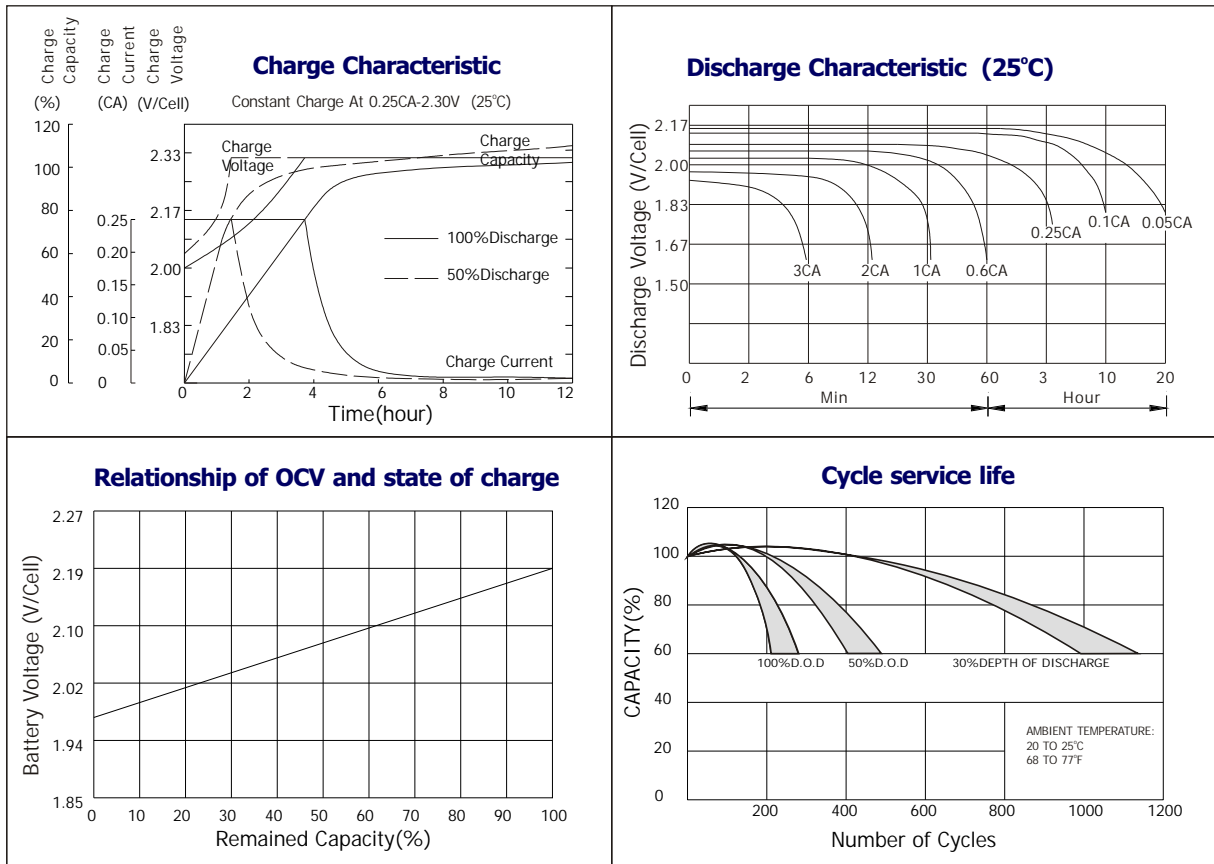 Charge Capacity
Charge Current
Charge Voltage
Charge Characteristic
(%)
(CA)
(V/Cell)
Constant Charge At 0.25CA-2.30V (25°C)
120
100
80
60
40
20
0
0.25
0.20
0.15
0.10
0.05
0
2.33
2.17
2.00
1.83
Charge Voltage
Charge Capacity
100%Discharge
50%Discharge
Charge Current
0 2 4 6 8 10 12
Time(hour)
Discharge Characteristic (25°C)
Discharge Voltage (V/Cell)
2.17
2.00
1.83
1.67
1.50
3CA
2CA
1CA
0.6CA
0.25CA
0.1CA
0.05CA
0 2 6 12 30 60 3 10 20
Min
Hour
Relationship of OCV and state of charge
Battery Voltage (V/Cell)
2.27
2.19
2.10
2.02
1.94
1.85
0 10 20 30 40 50 60 70 80 90 100
Remained Capacity(%)
Cycle service life
CAPACITY(%)
120
100
80
60
40
20
0
100%D.O.D
50%D.O.D
30%DEPTH OF DISCHARGE
AMBIENT TEMPERATURE:
20 TO 25°C
68 TO 77°F
200 400 600 800 1000 1200
Number of Cycles